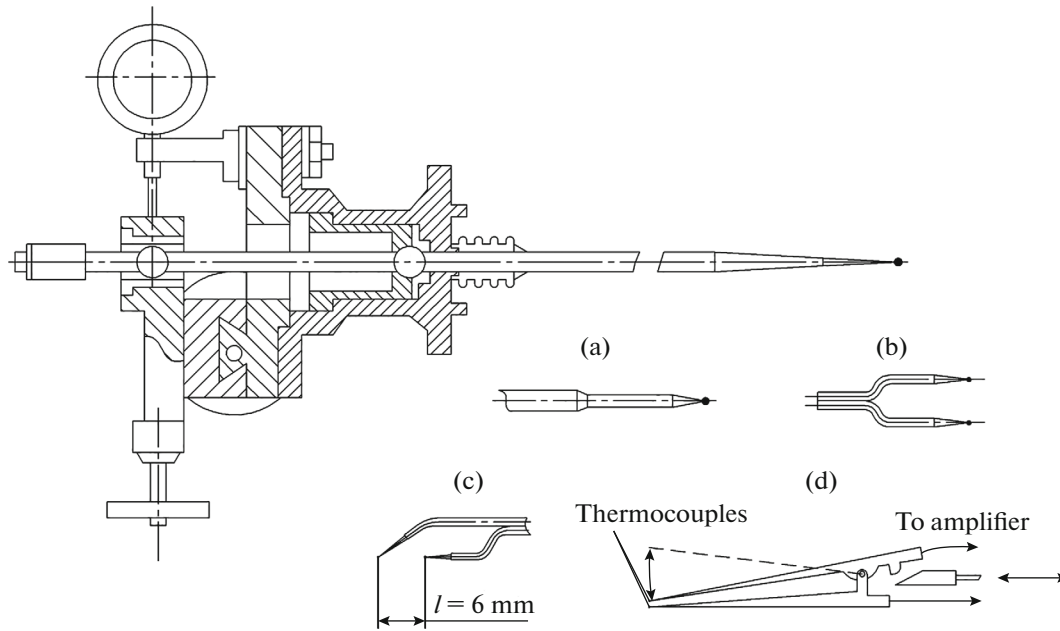 (a)
(b)
(c)
(d)
Thermocouples
To amplifier
l = 6 mm